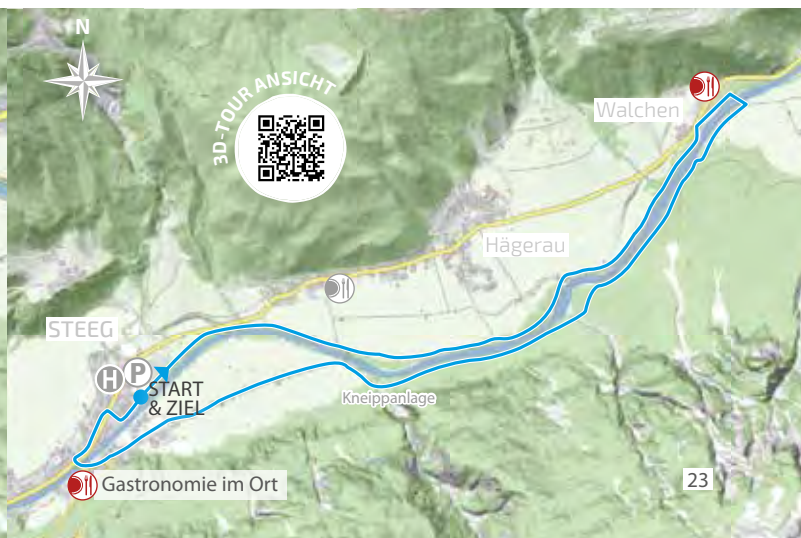 N
3D-TOUR ANSICHT
Walchen
Hägerau
STEEG
H
P
START
& ZIEL
Kneippanlage
Gastronomie im Ort
23